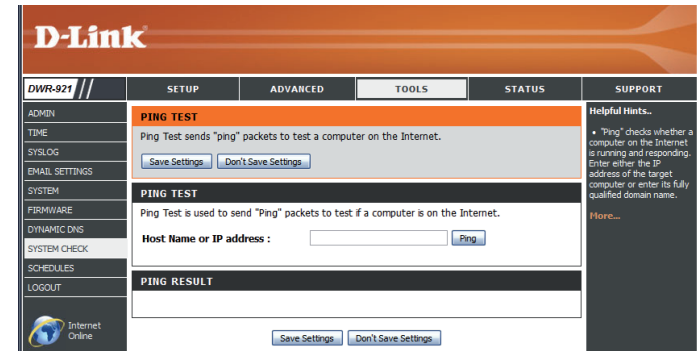 D-Link
DWR-921
SETUP
ADVANCED
TOOLS
STATUS
SUPPORT
ADMIN
TIME
SYSLOG
EMAIL SETTINGS
SYSTEM
FIRMWARE
DYNAMIC DNS
SYSTEM CHECK
SCHEDULES
LOGOUT
Internet
Online
PING TEST
Ping Test sends "ping" packets to test a computer on the Internet.
Save Settings Don't Save Settings
PING TEST
Ping Test is used to send "Ping" packets to test if a computer is on the Internet.
Host Name or IP address : Ping
PING RESULT
Save Settings Don't Save Settings
Helpful Hints..
• "Ping" checks whether a
computer on the Internet
is running and responding.
Enter either the IP
address of the target
computer or enter its fully
qualified domain name.
More...